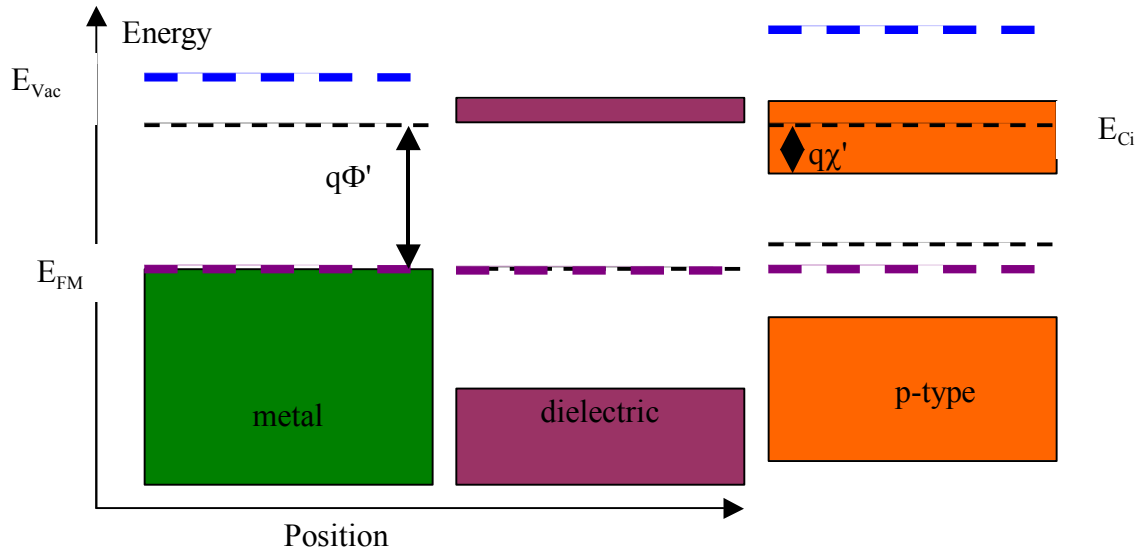 Energy
E_Vac
E_Ci
qΦ'
qχ'
E_FM
metal
dielectric
p-type
Position